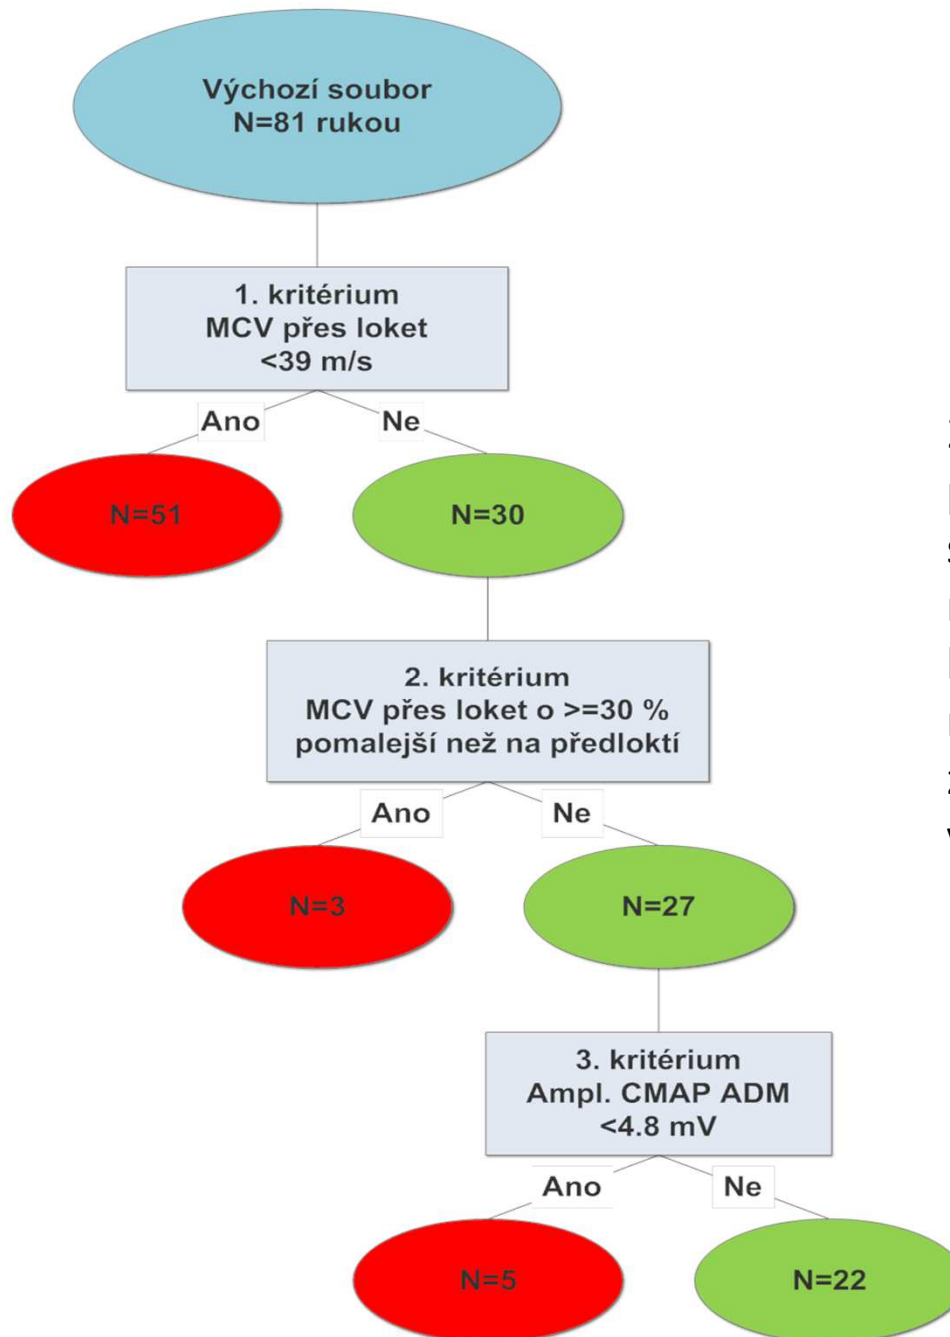 Výchozí soubor
N=81 rukou
1. kritérium
MCV přes loket
<39 m/s
Ano
Ne
N=51
N=30
2. kritérium
MCV přes loket o >=30 %
pomalejší než na předloktí
Ano
Ne
N=3
N=27
3. kritérium
Ampl. CMAP ADM
<4.8 mV
Ano
Ne
N=5
N=22